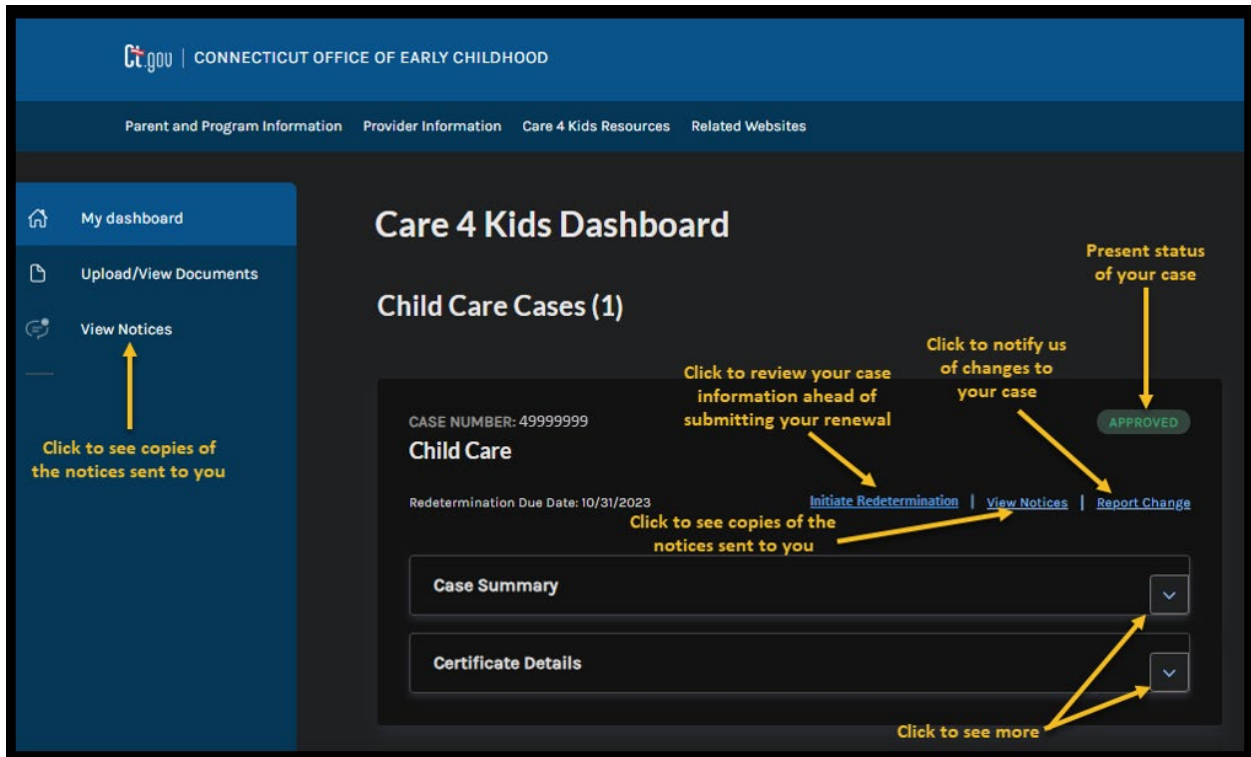 Ct.gov | CONNECTICUT OFFICE OF EARLY CHILDHOOD
Parent and Program Information Provider Information Care 4 Kids Resources Related Websites
My dashboard
Upload/View Documents
View Notices
Click to see copies of
the notices sent to you
Care 4 Kids Dashboard
Present status
of your case
Child Care Cases (1)
Click to notify us
of changes to
your case
Click to review your case
information ahead of
submitting your renewal
CASE NUMBER: 49999999
APPROVED
Child Care
Redetermination Due Date: 10/31/2023
Initiate Redetermination | View Notices | Report Change
Click to see copies of the
notices sent to you
Case Summary
Certificate Details
Click to see more